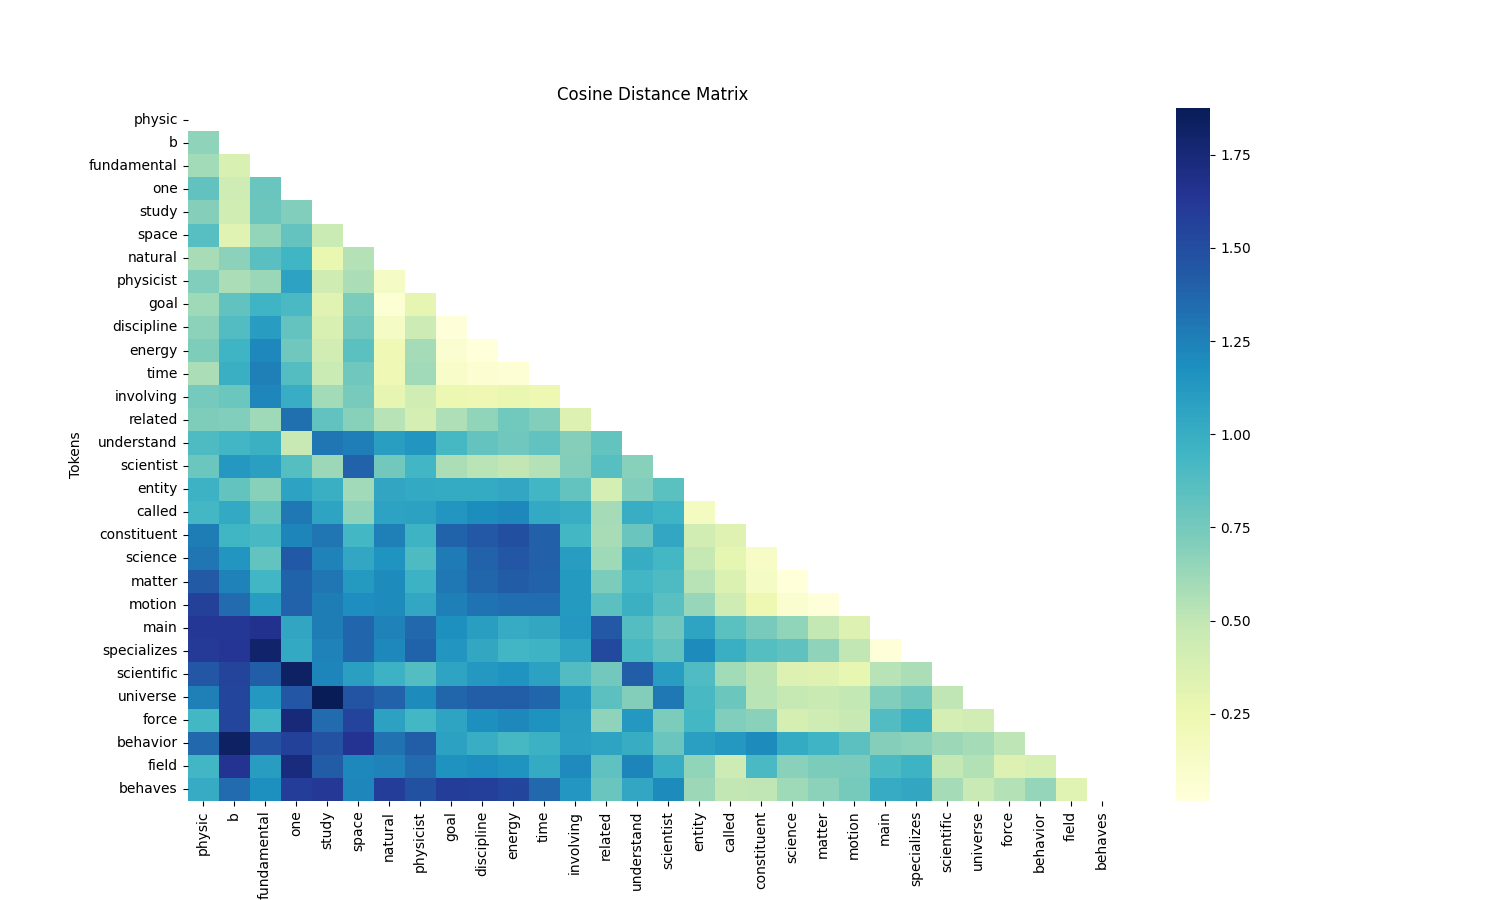 Cosine Distance Matrix
Tokens
physic
b
fundamental
one
study
space
natural
physicist
goal
discipline
energy
time
involving
related
understand
scientist
entity
called
constituent
science
matter
motion
main
specializes
scientific
universe
force
behavior
field
behaves
physic
b
fundamental
one
study
space
natural
physicist
goal
discipline
energy
time
involving
related
understand
scientist
entity
called
constituent
science
matter
motion
main
specializes
scientific
universe
force
behavior
field
behaves
1.75
1.50
1.25
1.00
0.75
0.50
0.25